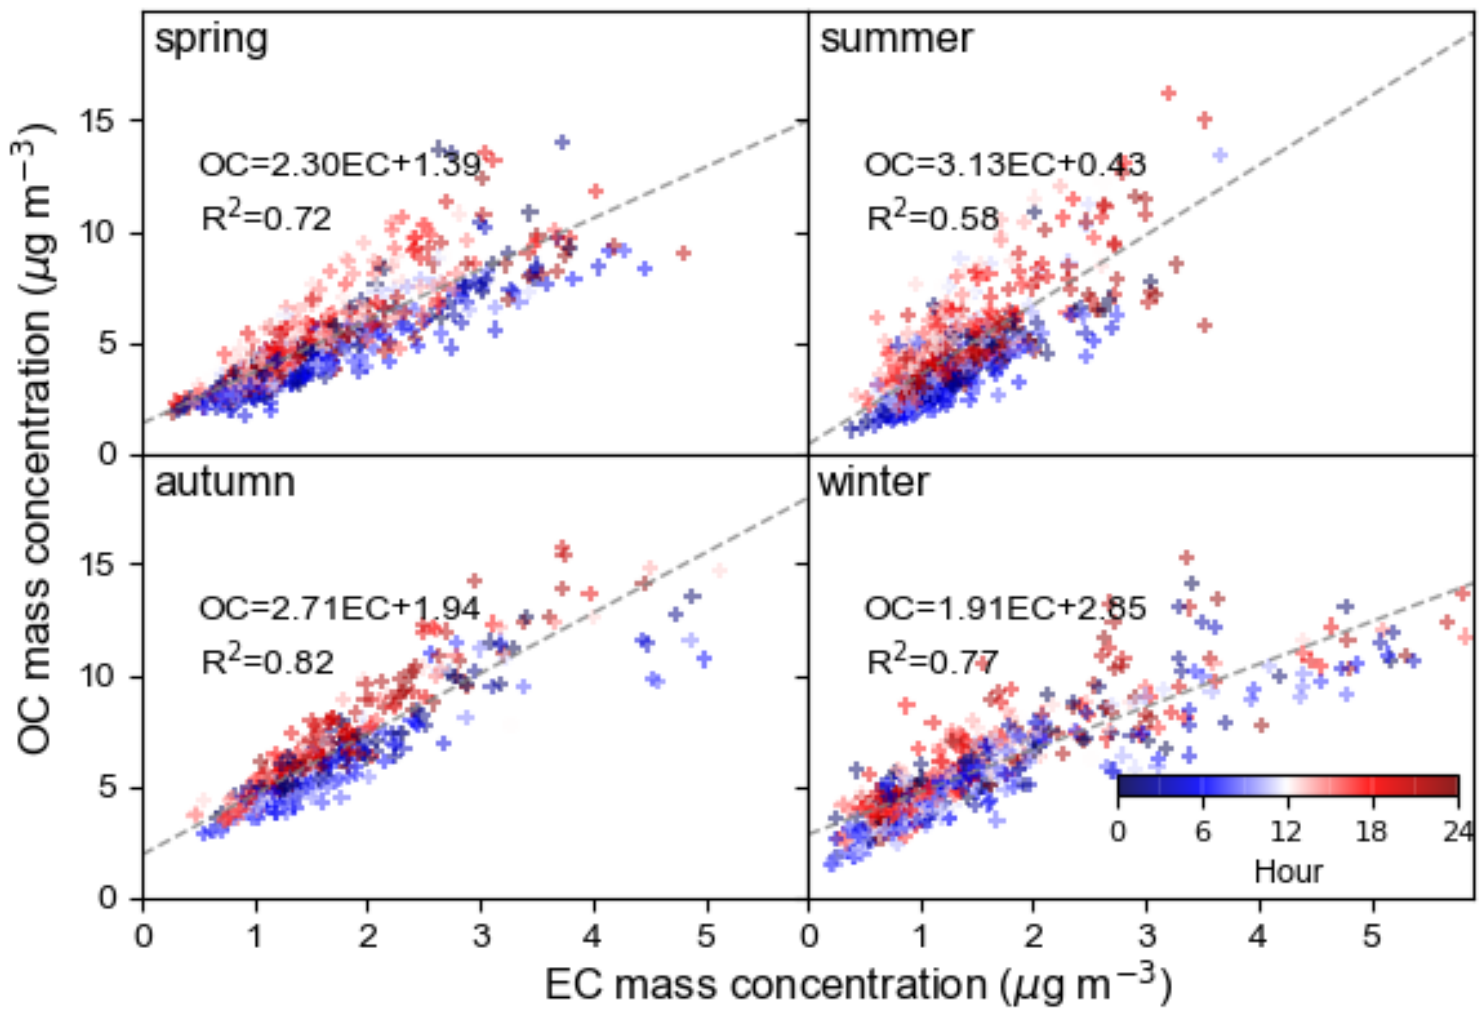 spring
OC=2.30EC+1.39
R²=0.72
summer
OC=3.13EC+0.43
R²=0.58
autumn
OC=2.71EC+1.94
R²=0.82
winter
OC=1.91EC+2.85
R²=0.77
15
10
5
0
15
10
5
0
OC mass concentration (μg m⁻³)
0 6 12 18 24
Hour
0 1 2 3 4 5 0 1 2 3 4 5
EC mass concentration (μg m⁻³)